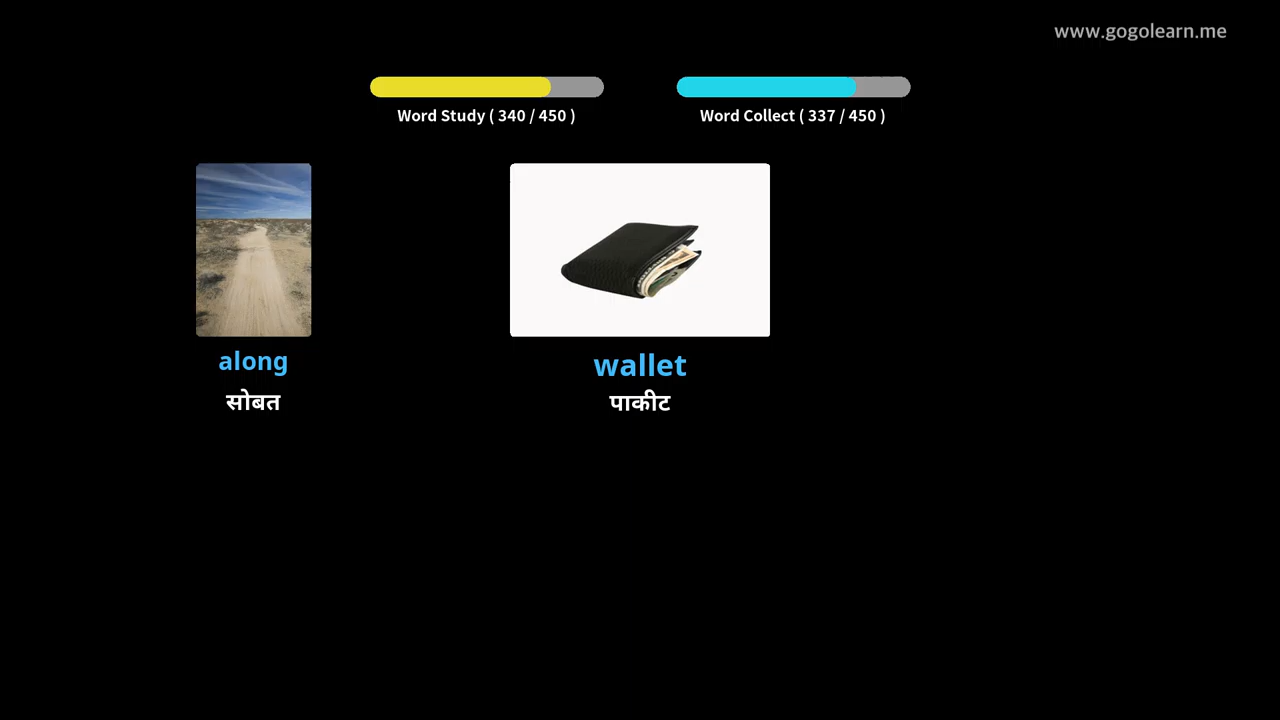 www.gogolearn.me
Word Study ( 340 / 450 )
Word Collect ( 337 / 450 )
along
सोबत
wallet
पाकीट